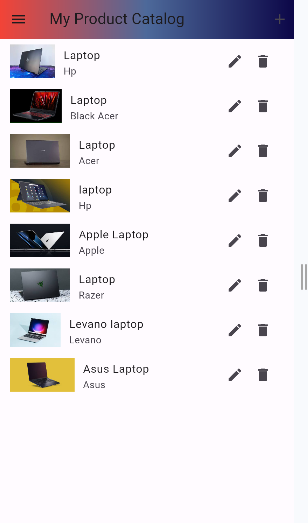 My Product Catalog
Laptop
Hp
Laptop
Black Acer
Laptop
Acer
laptop
Hp
Apple Laptop
Apple
Laptop
Razer
Levano laptop
Levano
Asus Laptop
Asus